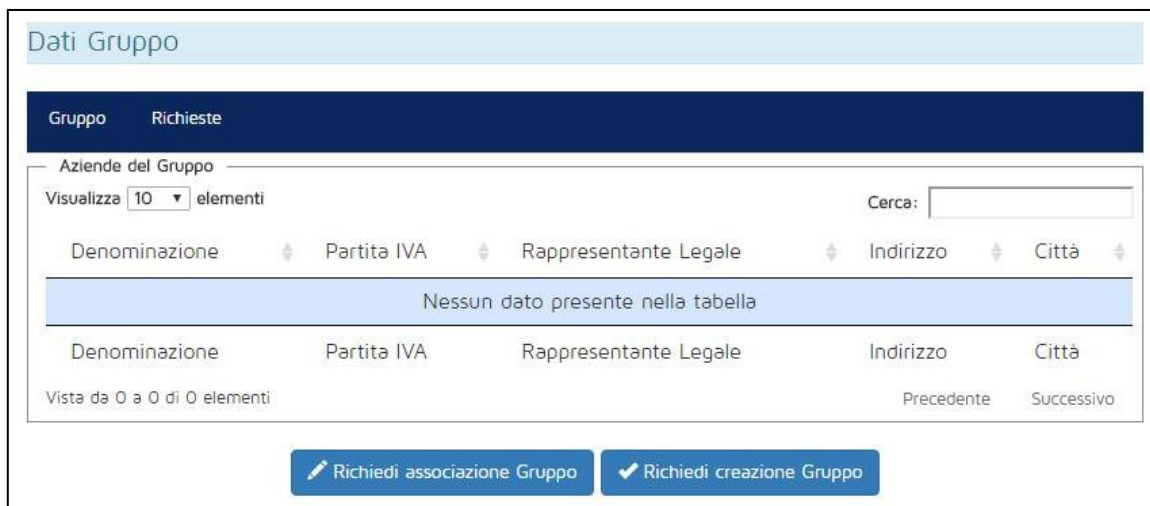 Dati Gruppo
Gruppo Richieste
Aziende del Gruppo
Visualizza 10 elementi Cerca:
Denominazione Partita IVA Rappresentante Legale Indirizzo Città
Nessun dato presente nella tabella
Denominazione Partita IVA Rappresentante Legale Indirizzo Città
Vista da 0 a 0 di 0 elementi Precedente Successivo
Richiedi associazione Gruppo Richiedi creazione Gruppo